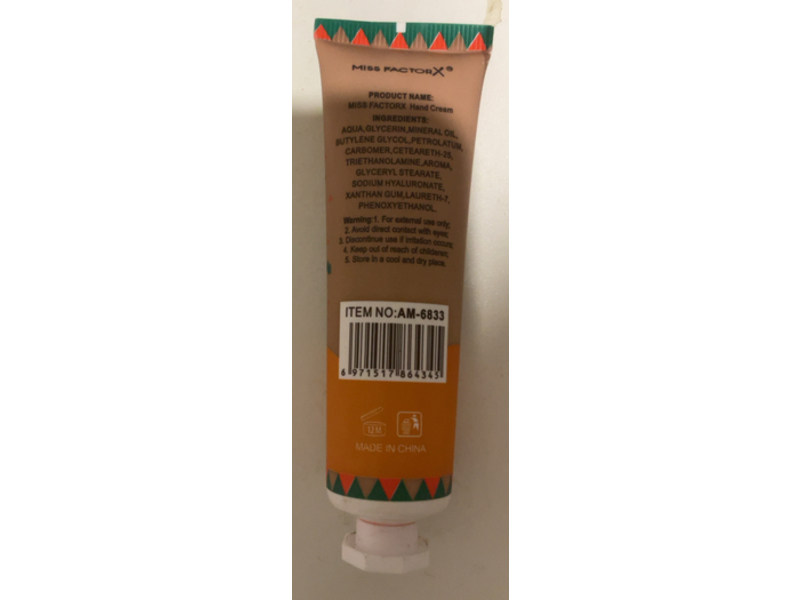 MISS FACTORX®
PRODUCT NAME:
MISS FACTORX Hand Cream
INGREDIENTS:
AQUA,GLYCERIN,MINERAL OIL,
BUTYLENE GLYCOL,PETROLATUM,
CARBOMER,CETEARETH-25,
TRIETHANOLAMINE,AROMA,
GLYCERYL STEARATE,
SODIUM HYALURONATE,
XANTHAN GUM,LAURETH-7,
PHENOXYETHANOL.
Warning:1. For external use only;
2. Avoid direct contact with eyes;
3. Discontinue use if irritation occurs;
4. Keep out of reach of children;
5. Store in a cool and dry place.
ITEM NO:AM-6833
6 971517 864345
12M
MADE IN CHINA